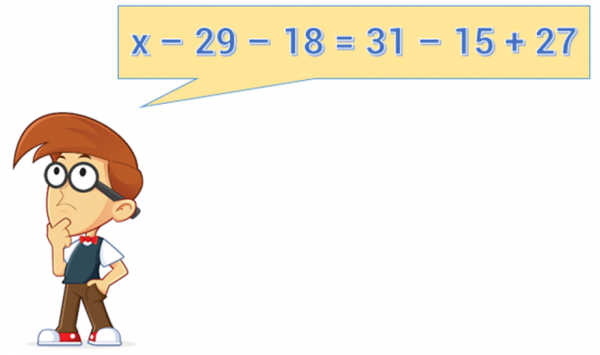 x − 29 − 18 = 31 − 15 + 27